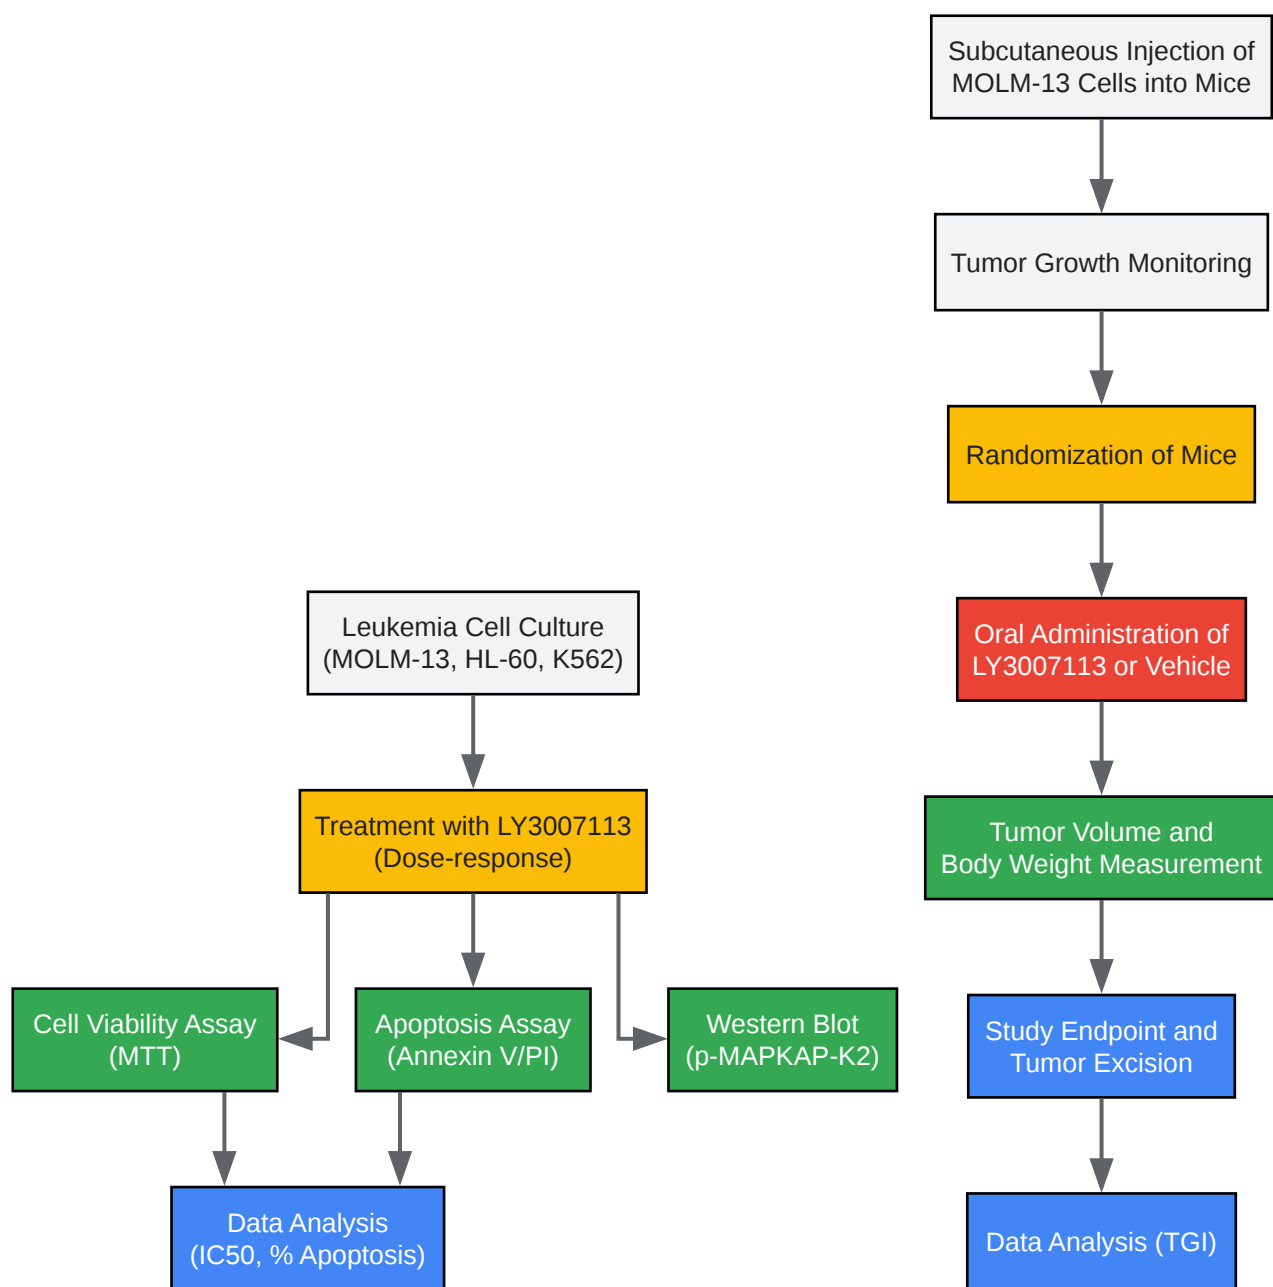 Subcutaneous Injection of
MOLM-13 Cells into Mice
Tumor Growth Monitoring
Randomization of Mice
Oral Administration of
LY3007113 or Vehicle
Tumor Volume and
Body Weight Measurement
Study Endpoint and
Tumor Excision
Data Analysis (TGI)
Leukemia Cell Culture
(MOLM-13, HL-60, K562)
Treatment with LY3007113
(Dose-response)
Cell Viability Assay
(MTT)
Apoptosis Assay
(Annexin V/PI)
Western Blot
(p-MAPKAP-K2)
Data Analysis
(IC50, % Apoptosis)